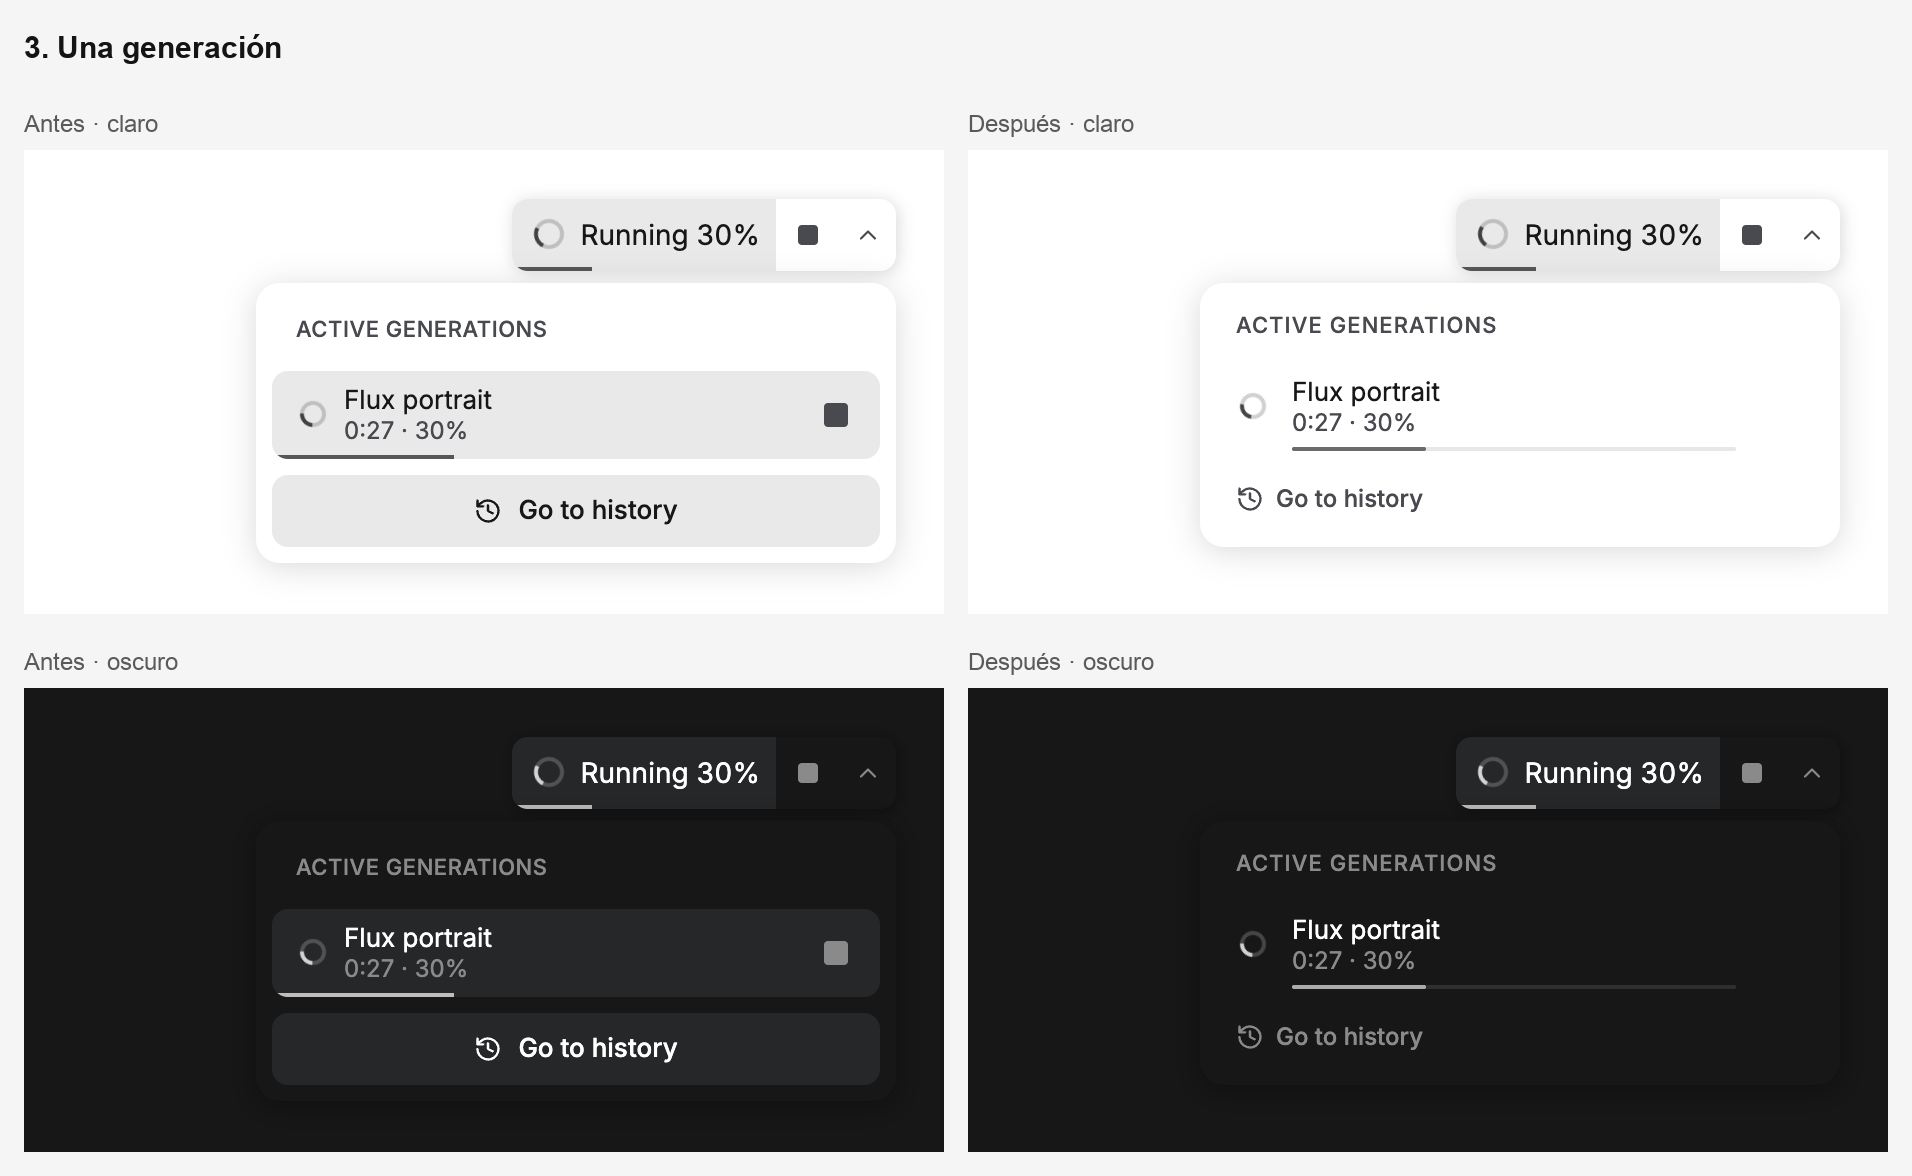 3. Una generación
Antes · claro
Running 30%
ACTIVE GENERATIONS
Flux portrait
0:27 · 30%
Go to history
Después · claro
Running 30%
ACTIVE GENERATIONS
Flux portrait
0:27 · 30%
Go to history
Antes · oscuro
Running 30%
ACTIVE GENERATIONS
Flux portrait
0:27 · 30%
Go to history
Después · oscuro
Running 30%
ACTIVE GENERATIONS
Flux portrait
0:27 · 30%
Go to history